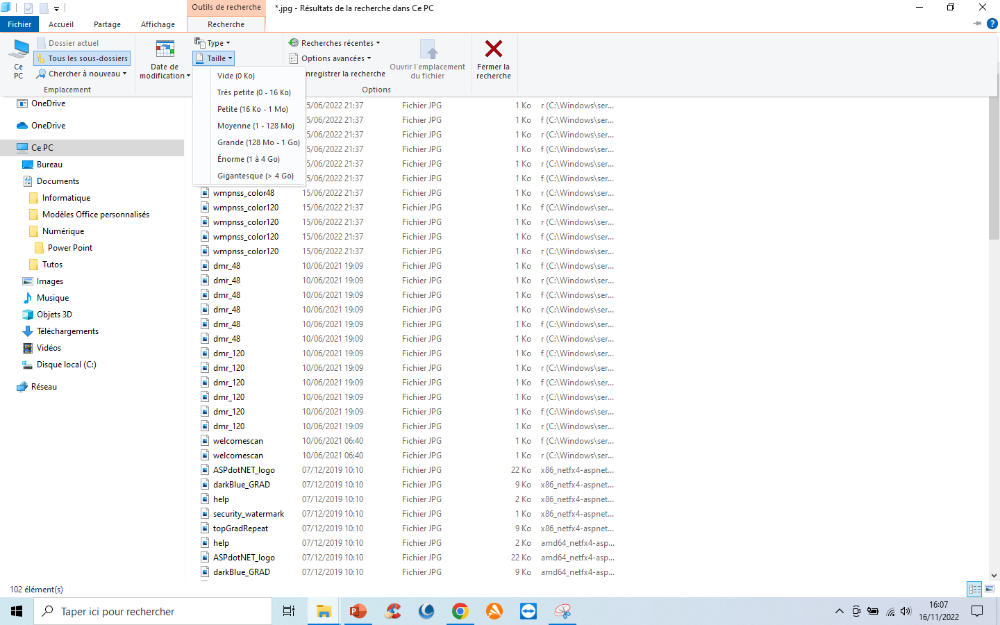 Outils de recherche
*.jpg - Résultats de la recherche dans Ce PC
Fichier Accueil Partage Affichage Recherche
Ce PC
Dossier actuel
Tous les sous-dossiers
Chercher à nouveau
Emplacement
Date de modification
Type
Taille
Recherches récentes
Options avancées
nregistrer la recherche
Ouvrir l'emplacement du fichier
Options
Fermer la recherche
Vide (0 Ko)
Très petite (0 - 16 Ko)
Petite (16 Ko - 1 Mo)
Moyenne (1 - 128 Mo)
Grande (128 Mo - 1 Go)
Énorme (1 à 4 Go)
Gigantesque (> 4 Go)
OneDrive
OneDrive
Ce PC
Bureau
Documents
Informatique
Modèles Office personnalisés
Numérique
Power Point
Tutos
Images
Musique
Objets 3D
Téléchargements
Vidéos
Disque local (C:)
Réseau
5/06/2022 21:37 Fichier JPG 1 Ko r (C:\Windows\ser...
5/06/2022 21:37 Fichier JPG 1 Ko f (C:\Windows\ser...
5/06/2022 21:37 Fichier JPG 1 Ko r (C:\Windows\ser...
5/06/2022 21:37 Fichier JPG 1 Ko f (C:\Windows\ser...
5/06/2022 21:37 Fichier JPG 1 Ko r (C:\Windows\ser...
5/06/2022 21:37 Fichier JPG 1 Ko f (C:\Windows\ser...
wmpnss_color48 15/06/2022 21:37 Fichier JPG 1 Ko r (C:\Windows\ser...
wmpnss_color120 15/06/2022 21:37 Fichier JPG 1 Ko f (C:\Windows\ser...
wmpnss_color120 15/06/2022 21:37 Fichier JPG 1 Ko r (C:\Windows\ser...
wmpnss_color120 15/06/2022 21:37 Fichier JPG 1 Ko f (C:\Windows\ser...
wmpnss_color120 15/06/2022 21:37 Fichier JPG 1 Ko r (C:\Windows\ser...
dmr_48 10/06/2021 19:09 Fichier JPG 1 Ko f (C:\Windows\ser...
dmr_48 10/06/2021 19:09 Fichier JPG 1 Ko r (C:\Windows\ser...
dmr_48 10/06/2021 19:09 Fichier JPG 1 Ko f (C:\Windows\ser...
dmr_48 10/06/2021 19:09 Fichier JPG 1 Ko r (C:\Windows\ser...
dmr_48 10/06/2021 19:09 Fichier JPG 1 Ko f (C:\Windows\ser...
dmr_48 10/06/2021 19:09 Fichier JPG 1 Ko r (C:\Windows\ser...
dmr_120 10/06/2021 19:09 Fichier JPG 1 Ko f (C:\Windows\ser...
dmr_120 10/06/2021 19:09 Fichier JPG 1 Ko r (C:\Windows\ser...
dmr_120 10/06/2021 19:09 Fichier JPG 1 Ko f (C:\Windows\ser...
dmr_120 10/06/2021 19:09 Fichier JPG 1 Ko r (C:\Windows\ser...
dmr_120 10/06/2021 19:09 Fichier JPG 1 Ko f (C:\Windows\ser...
dmr_120 10/06/2021 19:09 Fichier JPG 1 Ko r (C:\Windows\ser...
welcomescan 10/06/2021 06:40 Fichier JPG 1 Ko f (C:\Windows\ser...
welcomescan 10/06/2021 06:40 Fichier JPG 1 Ko r (C:\Windows\ser...
ASPdotNET_logo 07/12/2019 10:10 Fichier JPG 22 Ko x86_netfx4-aspnet...
darkBlue_GRAD 07/12/2019 10:10 Fichier JPG 9 Ko x86_netfx4-aspnet...
help 07/12/2019 10:10 Fichier JPG 2 Ko x86_netfx4-aspnet...
security_watermark 07/12/2019 10:10 Fichier JPG 1 Ko x86_netfx4-aspnet...
topGradRepeat 07/12/2019 10:10 Fichier JPG 9 Ko x86_netfx4-aspnet...
help 07/12/2019 10:10 Fichier JPG 2 Ko amd64_netfx4-asp...
ASPdotNET_logo 07/12/2019 10:10 Fichier JPG 22 Ko amd64_netfx4-asp...
darkBlue_GRAD 07/12/2019 10:10 Fichier JPG 9 Ko amd64_netfx4-asp...
102 élément(s)
Taper ici pour rechercher
16:07
16/11/2022